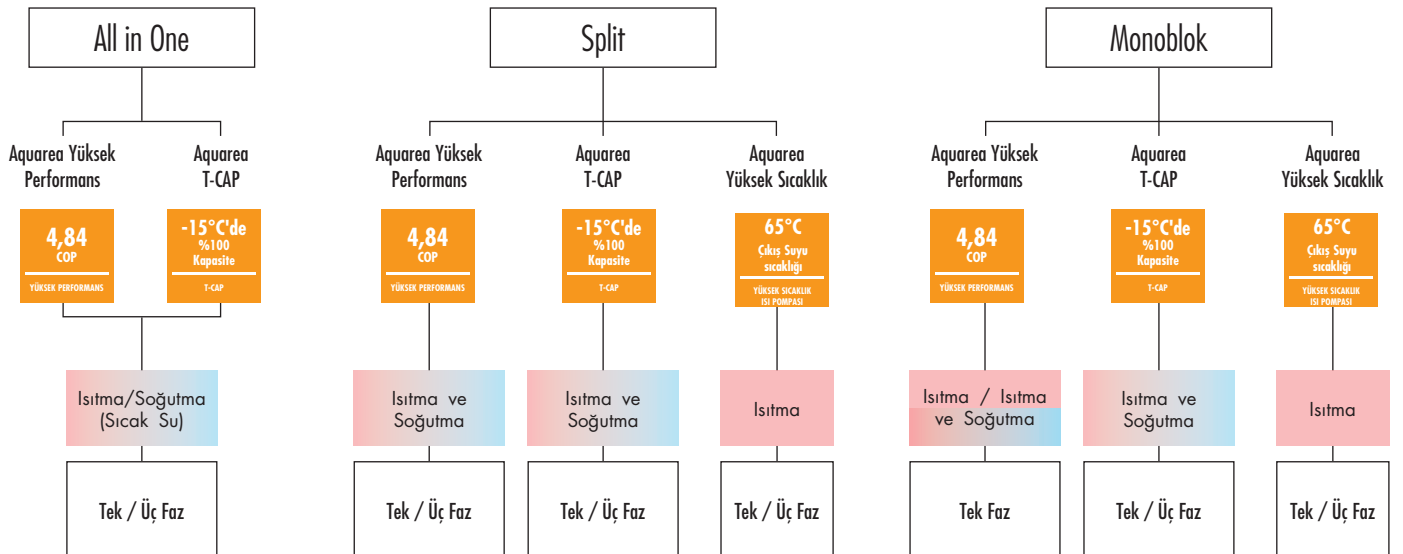 All in One
Aquarea Yüksek
Performans
Aquarea
T-CAP
4,84
COP
YÜKSEK PERFORMANS
-15°C'de
%100
Kapasite
T-CAP
Isıtma/Soğutma
(Sıcak Su)
Tek / Üç Faz
Split
Aquarea Yüksek
Performans
Aquarea
T-CAP
Aquarea
Yüksek Sıcaklık
4,84
COP
YÜKSEK PERFORMANS
-15°C'de
%100
Kapasite
T-CAP
65°C
Çıkış Suyu
sıcaklığı
YÜKSEK SICAKLIK
ISI POMPASI
Isıtma ve
Soğutma
Isıtma ve
Soğutma
Isıtma
Tek / Üç Faz
Tek / Üç Faz
Tek / Üç Faz
Monoblok
Aquarea Yüksek
Performans
Aquarea
T-CAP
Aquarea
Yüksek Sıcaklık
4,84
COP
YÜKSEK PERFORMANS
-15°C'de
%100
Kapasite
T-CAP
65°C
Çıkış Suyu
sıcaklığı
YÜKSEK SICAKLIK
ISI POMPASI
Isıtma / Isıtma
ve Soğutma
Isıtma ve
Soğutma
Isıtma
Tek Faz
Tek / Üç Faz
Tek / Üç Faz